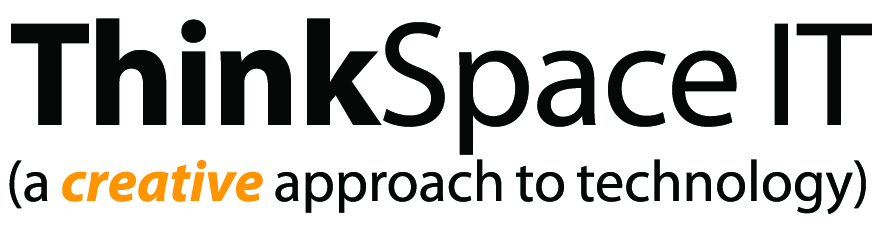 ThinkSpace IT
(a creative approach to technology)